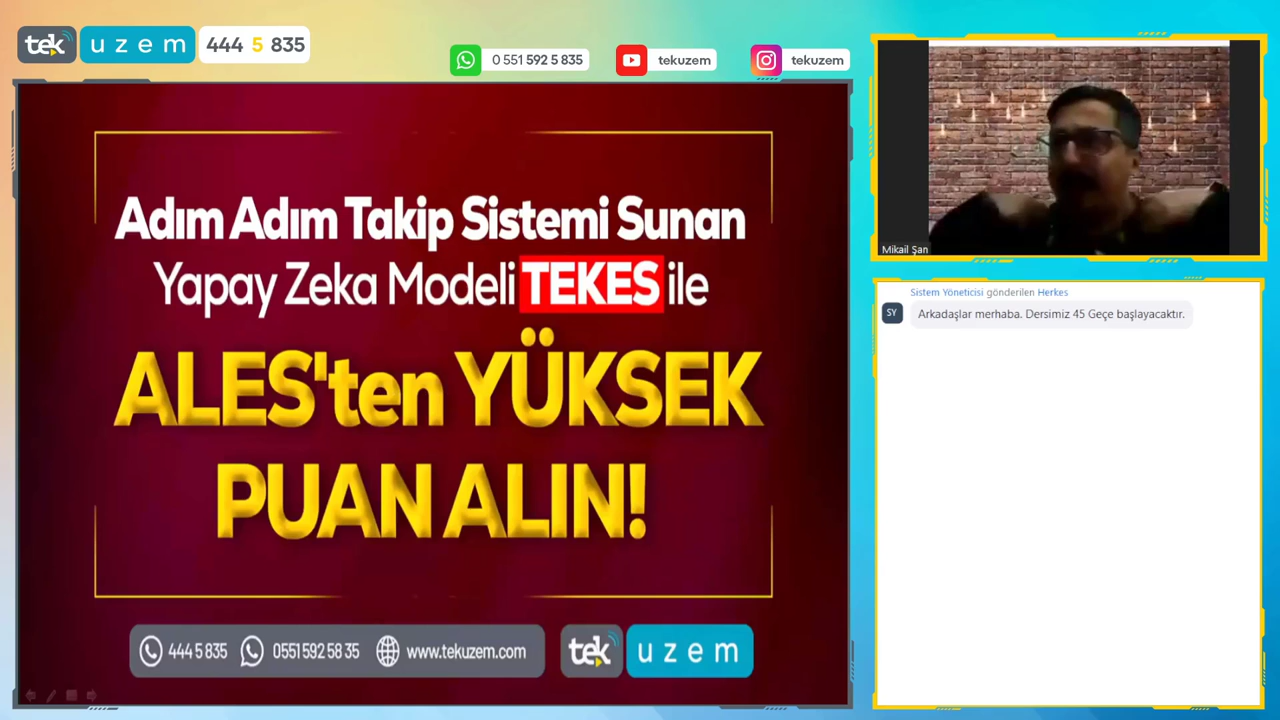 tek uzem 444 5 835
0 551 592 5 835
tekuzem
tekuzem
Adım Adım Takip Sistemi Sunan
Yapay Zeka Modeli TEKES ile
ALES'ten YÜKSEK
PUAN ALIN!
444 5 835 0551 592 58 35 www.tekuzem.com tek uzem
Mikail Şan
Sistem Yöneticisi gönderilen Herkes
SY
Arkadaşlar merhaba. Dersimiz 45 Geçe başlayacaktır.